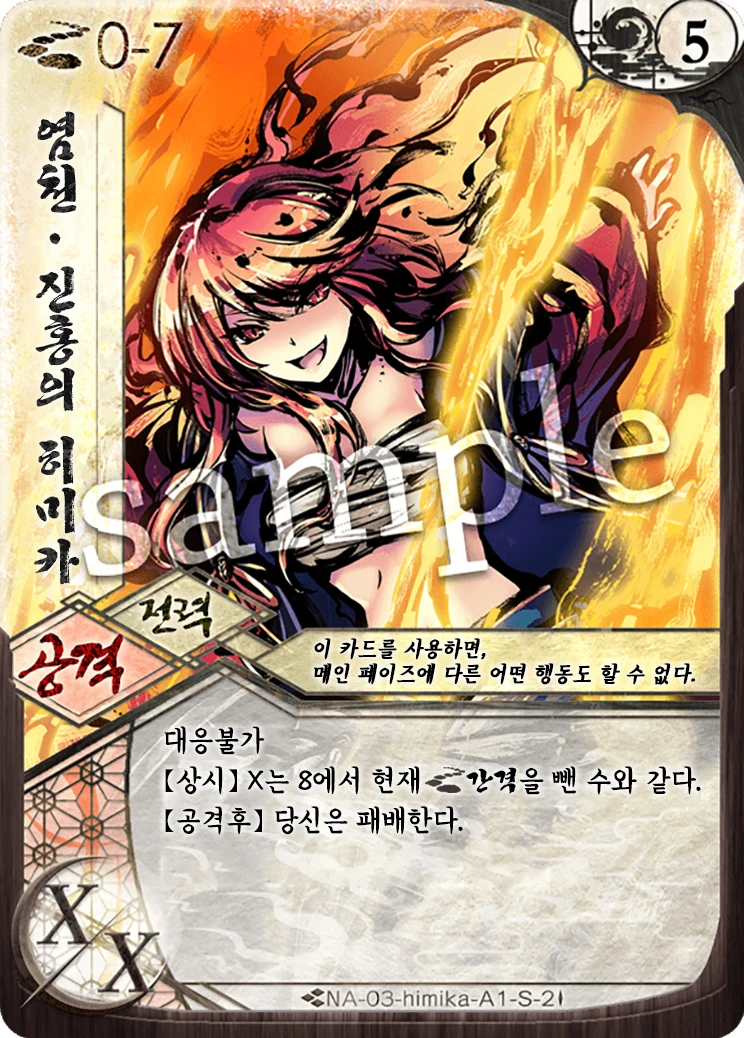 0-7
5
염천·진홍의 히미카
sample
전력
공격
이 카드를 사용하면,
메인 페이즈에 다른 어떤 행동도 할 수 없다.
대응불가
【상시】X는 8에서 현재 간격을 뺀 수와 같다.
【공격후】당신은 패배한다.
X/X
NA-03-himika-A1-S-2